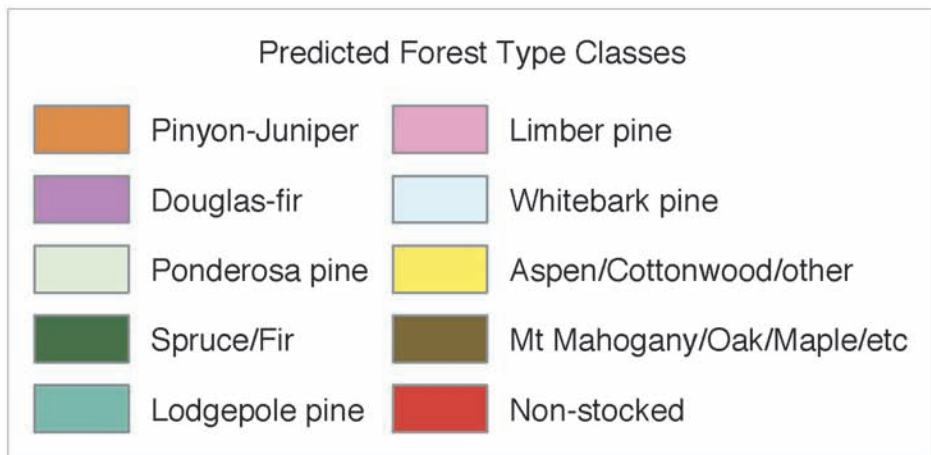 Predicted Forest Type Classes
Pinyon-Juniper
Douglas-fir
Ponderosa pine
Spruce/Fir
Lodgepole pine
Limber pine
Whitebark pine
Aspen/Cottonwood/other
Mt Mahogany/Oak/Maple/etc
Non-stocked